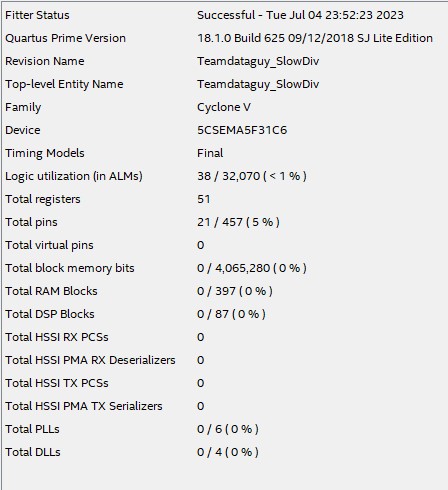 Fitter Status Successful - Tue Jul 04 23:52:23 2023
Quartus Prime Version 18.1.0 Build 625 09/12/2018 SJ Lite Edition
Revision Name Teamdataguy_SlowDiv
Top-level Entity Name Teamdataguy_SlowDiv
Family Cyclone V
Device 5CSEMA5F31C6
Timing Models Final
Logic utilization (in ALMs) 38 / 32,070 ( < 1 % )
Total registers 51
Total pins 21 / 457 ( 5 % )
Total virtual pins 0
Total block memory bits 0 / 4,065,280 ( 0 % )
Total RAM Blocks 0 / 397 ( 0 % )
Total DSP Blocks 0 / 87 ( 0 % )
Total HSSI RX PCSs 0
Total HSSI PMA RX Deserializers 0
Total HSSI TX PCSs 0
Total HSSI PMA TX Serializers 0
Total PLLs 0 / 6 ( 0 % )
Total DLLs 0 / 4 ( 0 % )